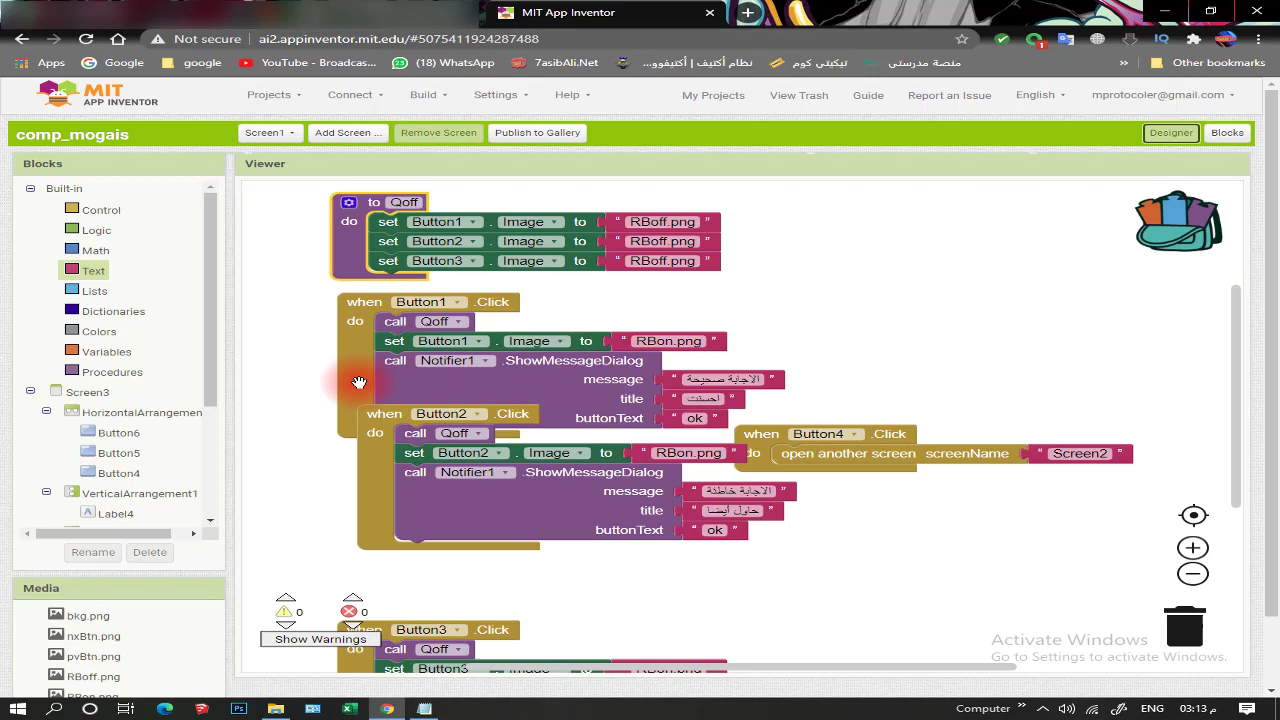 MIT App Inventor
Not secure
ai2.appinventor.mit.edu/#5075411924287488
Apps
Google
google
YouTube - Broadcast...
(18) WhatsApp
7asibAli.Net
نظام أكتيف | أكتيفوو...
تيكيتي كوم
منصة مدرستي
»
Other bookmarks
MIT
APP INVENTOR
Projects
Connect
Build
Settings
Help
My Projects
View Trash
Guide
Report an Issue
English
mprotocoler@gmail.com
comp_mogais
Screen1
Add Screen ...
Remove Screen
Publish to Gallery
Designer
Blocks
Blocks
Built-in
Control
Logic
Math
Text
Lists
Dictionaries
Colors
Variables
Procedures
Screen3
HorizontalArrangemen
Button6
Button5
Button4
VerticalArrangement1
Label4
Rename
Delete
Media
bkg.png
nxBtn.png
pvBtn.png
RBoff.png
RBon.png
Viewer
to Qoff
do set Button1 . Image to " RBoff.png "
set Button2 . Image to " RBoff.png "
set Button3 . Image to " RBoff.png "
when Button1 .Click
do call Qoff
set Button1 . Image to " RBon.png "
call Notifier1 .ShowMessageDialog
message " الاجابة صحيحة "
title " احسنت "
buttonText " ok "
when Button2 .Click
do call Qoff
set Button2 . Image to " RBon.png "
call Notifier1 .ShowMessageDialog
message " الاجابة خاطئة "
title " حاول أيضا "
buttonText " ok "
when Button4 .Click
do open another screen screenName " Screen2 "
0
0
Show Warnings
when Button3 .Click
do call Qoff
set Button3 . Image to
Activate Windows
Go to Settings to activate Windows.
Computer
»
ENG
03:13 م